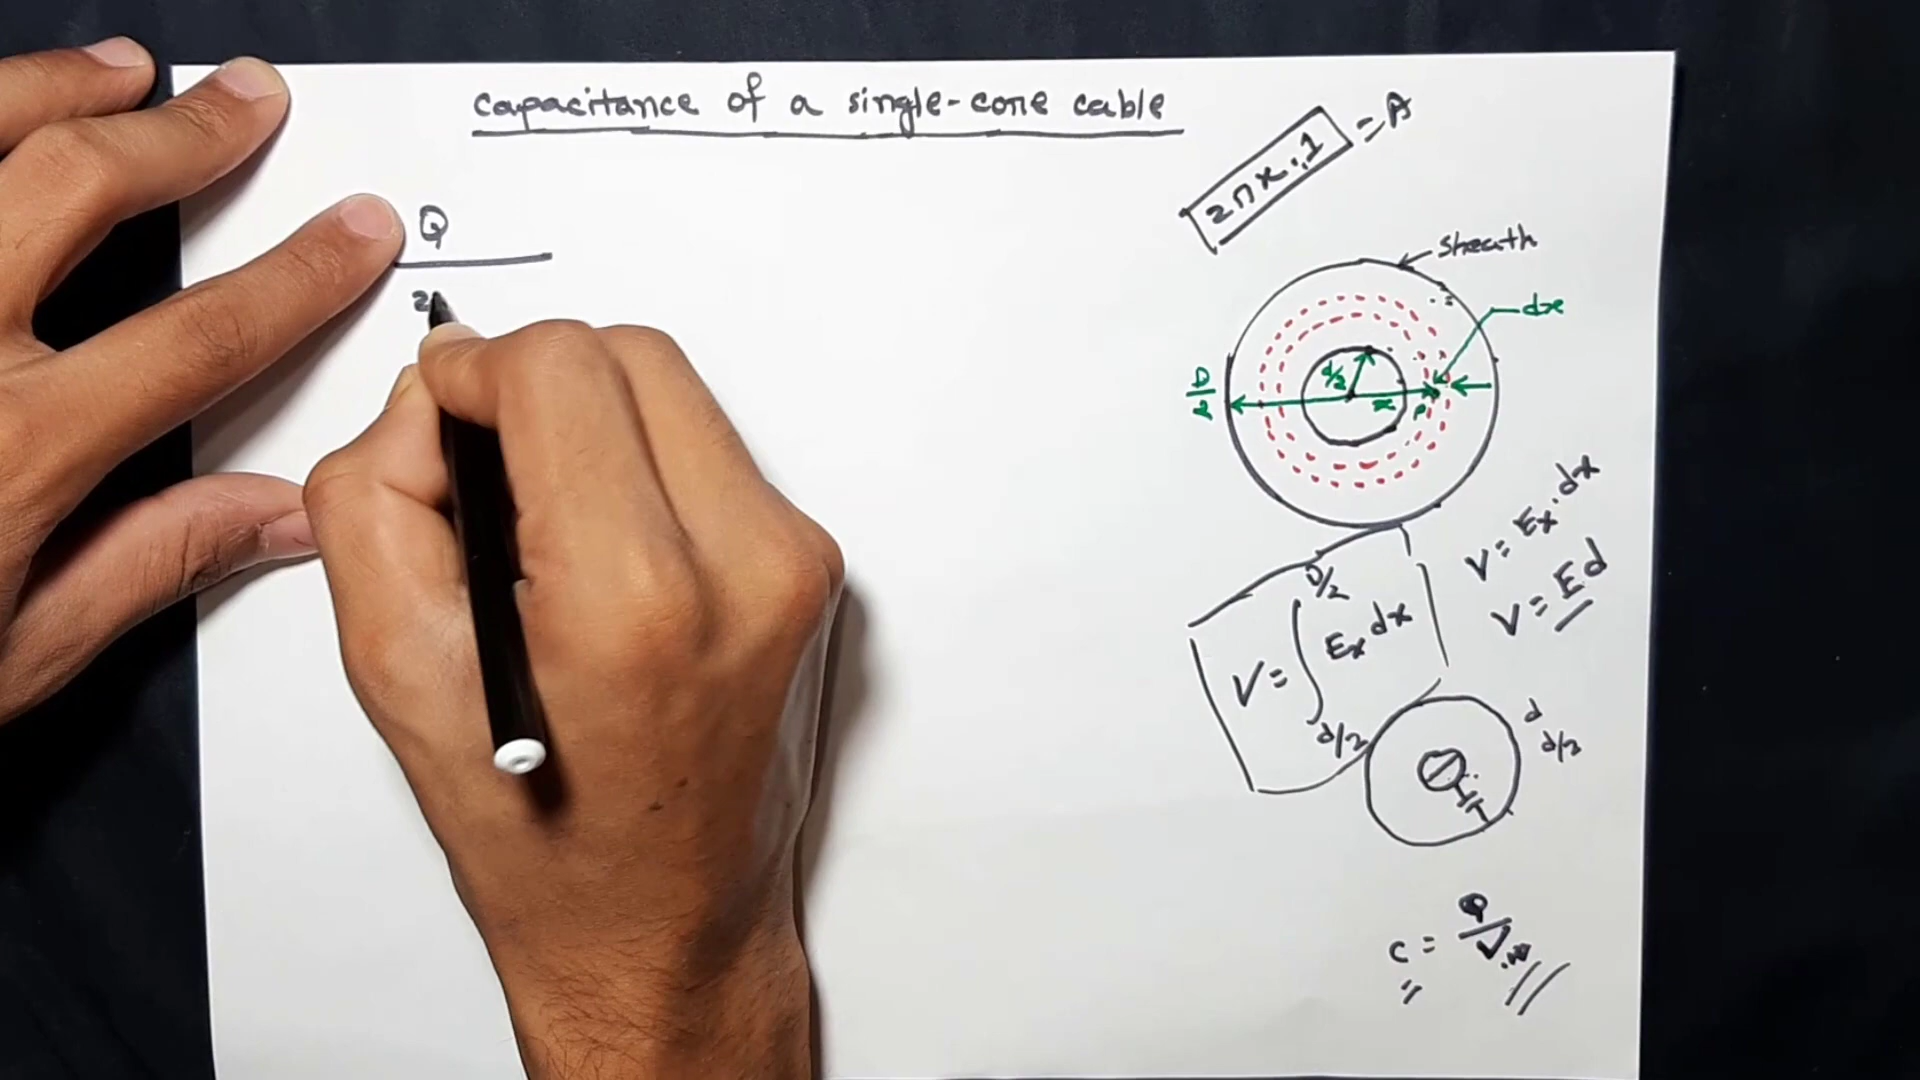 Capacitance of a single-core cable
2πx.1 = A
Q
2
Sheath
dx
d/2
D/2
x
P
V = Ex.dx
V = Ed
D/2
V = ∫ Ex dx
d/2
d
d/2
C = Q/V